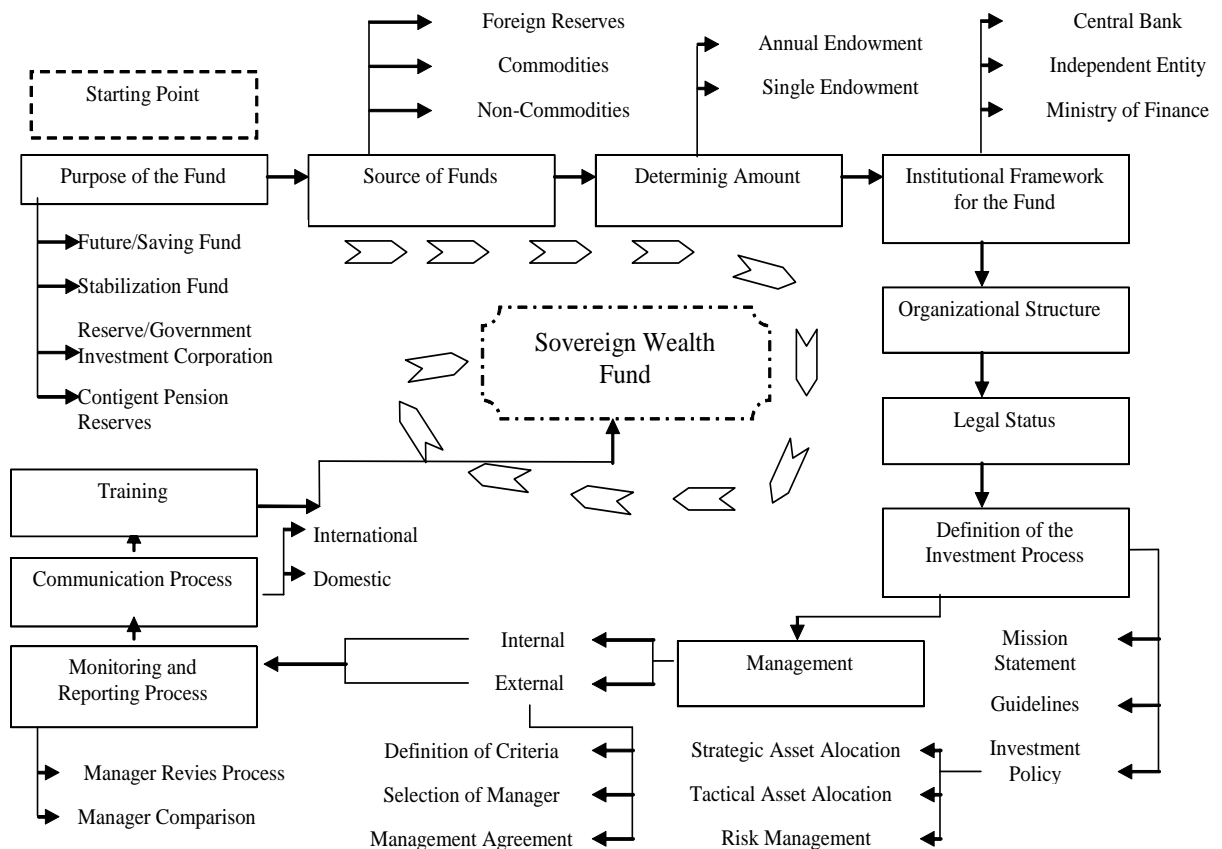 Starting Point
Foreign Reserves
Commodities
Non-Commodities
Annual Endowment
Single Endowment
Central Bank
Independent Entity
Ministry of Finance
Purpose of the Fund
Source of Funds
Determinig Amount
Institutional Framework
for the Fund
Future/Saving Fund
Stabilization Fund
Reserve/Government
Investment Corporation
Contigent Pension
Reserves
Sovereign Wealth
Fund
Organizational Structure
Legal Status
Definition of the
Investment Process
Training
Communication Process
International
Domestic
Monitoring and
Reporting Process
Internal
External
Management
Mission
Statement
Guidelines
Investment
Policy
Manager Revies Process
Manager Comparison
Definition of Criteria
Selection of Manager
Management Agreement
Strategic Asset Alocation
Tactical Asset Alocation
Risk Management